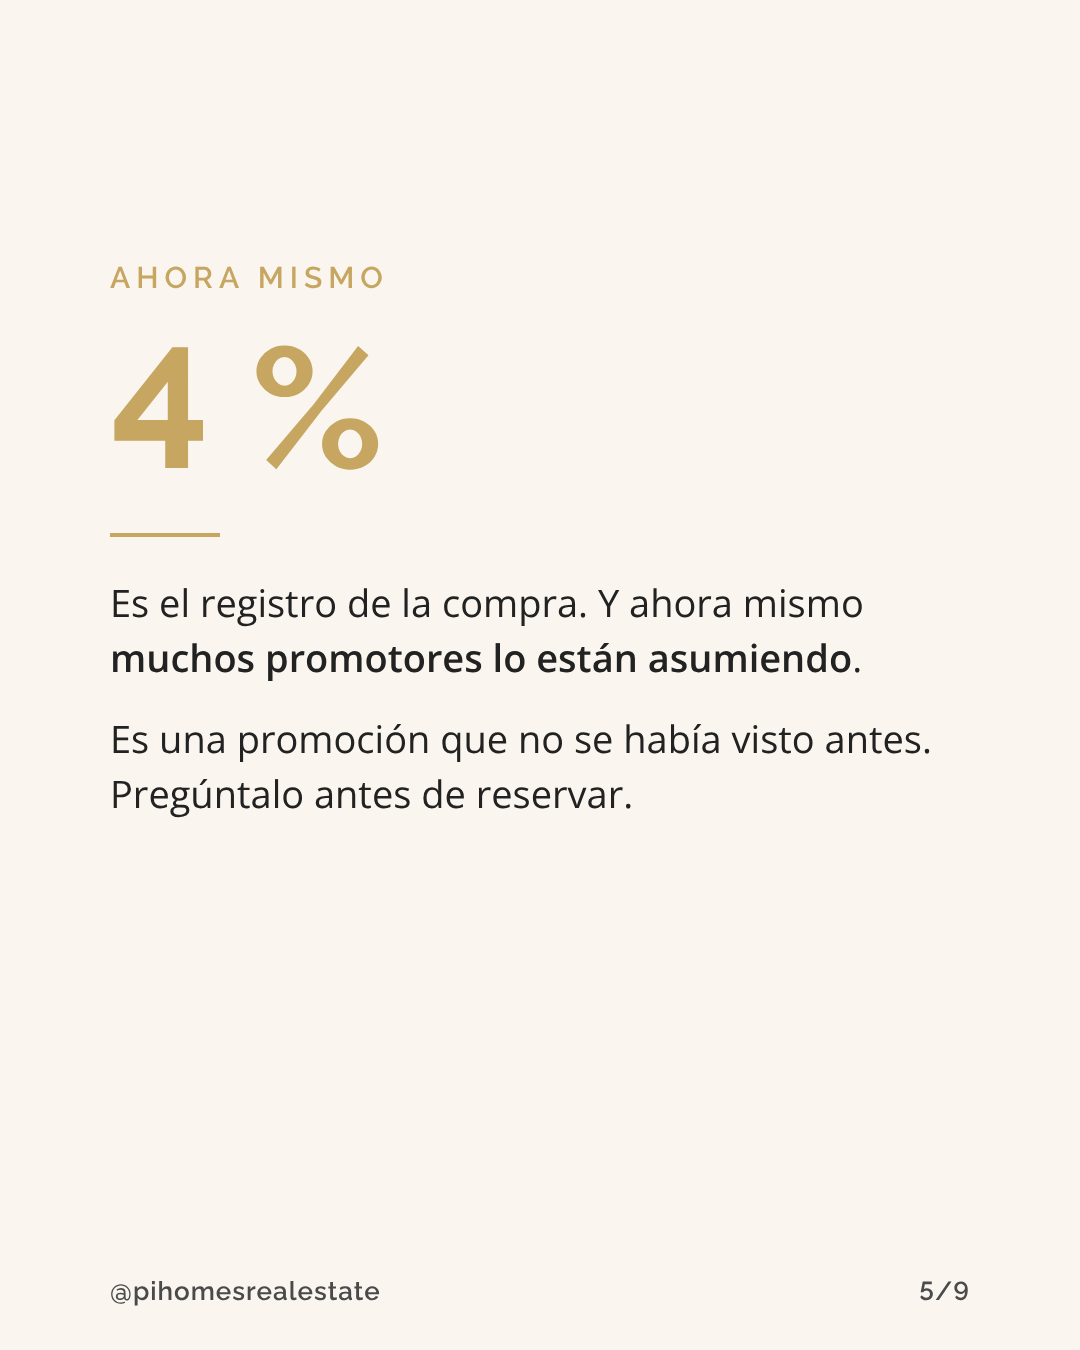 AHORA MISMO
4 %
Es el registro de la compra. Y ahora mismo
muchos promotores lo están asumiendo.
Es una promoción que no se había visto antes.
Pregúntalo antes de reservar.
@pihomesrealestate
5/9